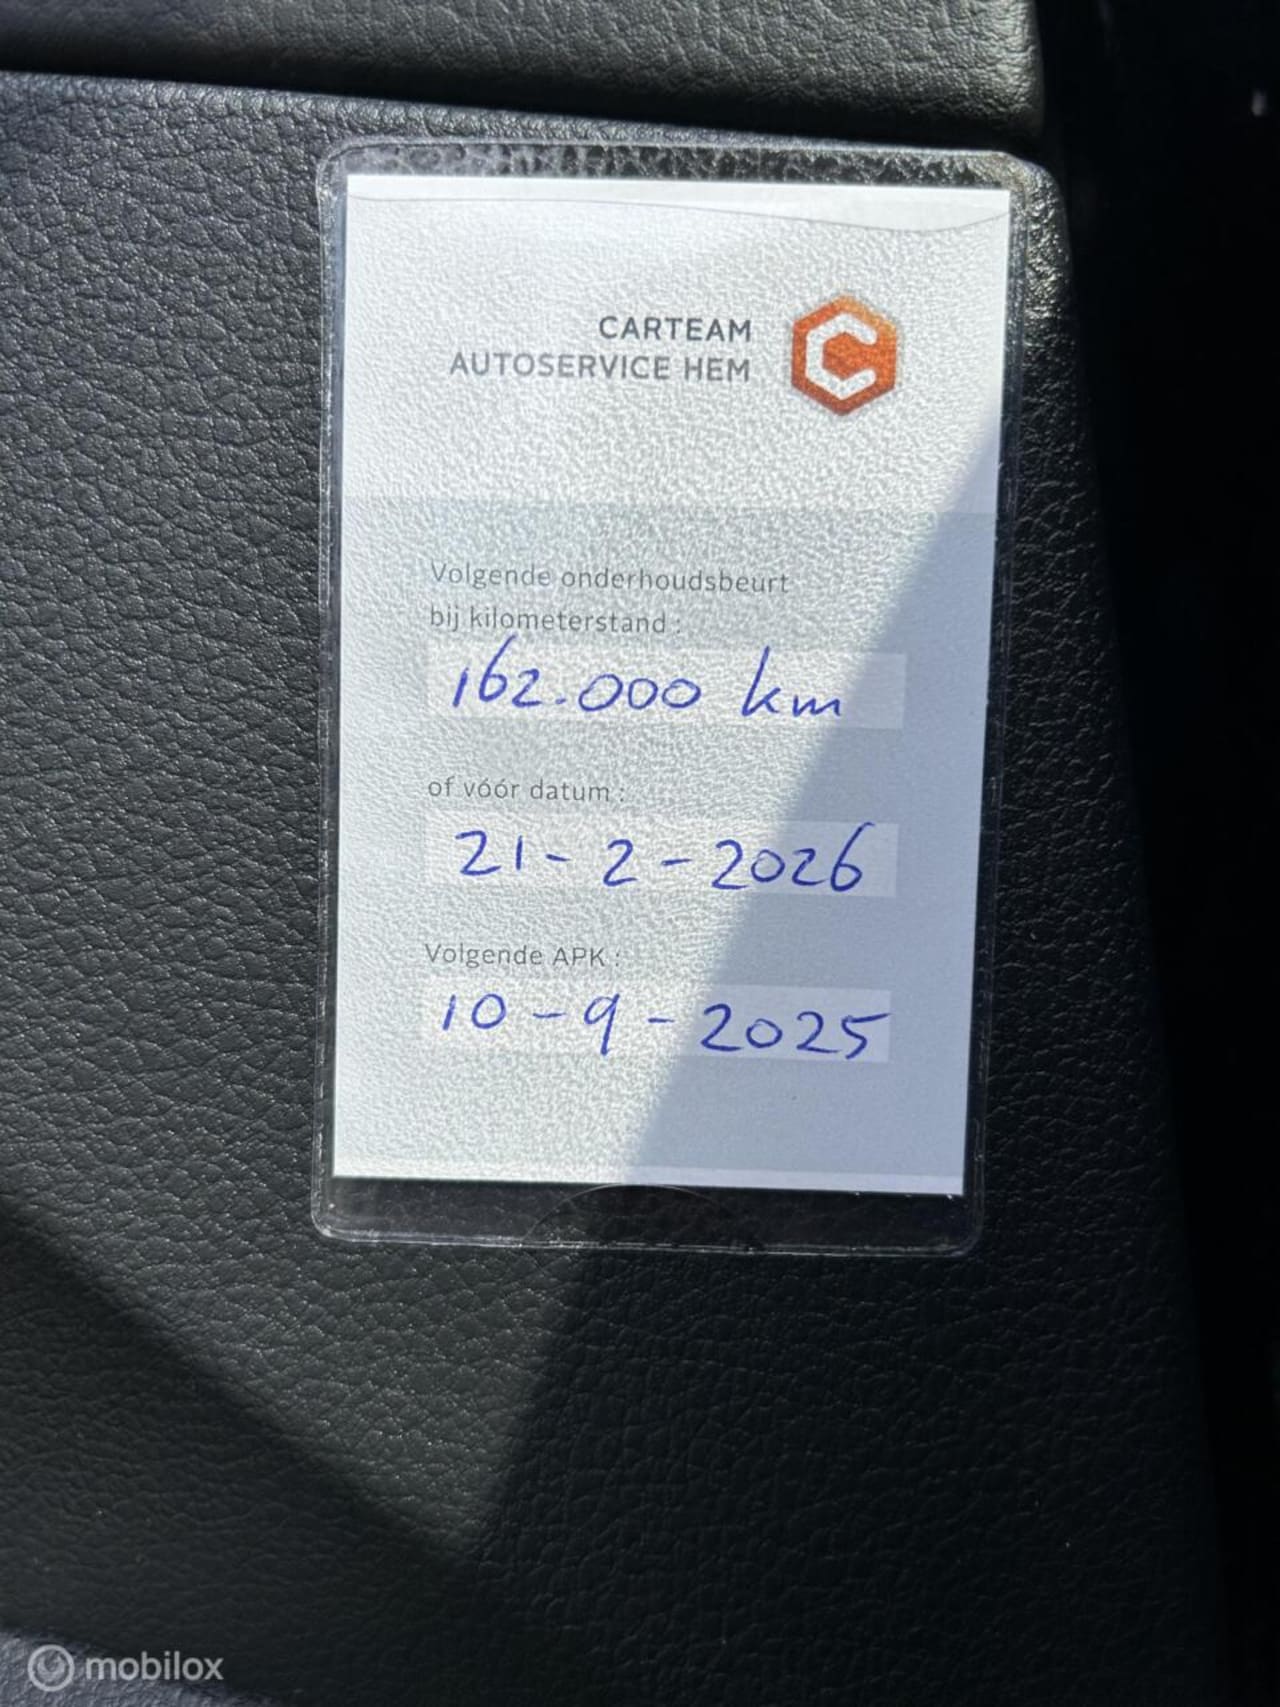 CARTEAM
AUTOSERVICE HEM
Volgende onderhoudsbeurt
bij kilometerstand :
162.000 km
of vóór datum :
21-2-2026
Volgende APK :
10-9-2025
mobilox